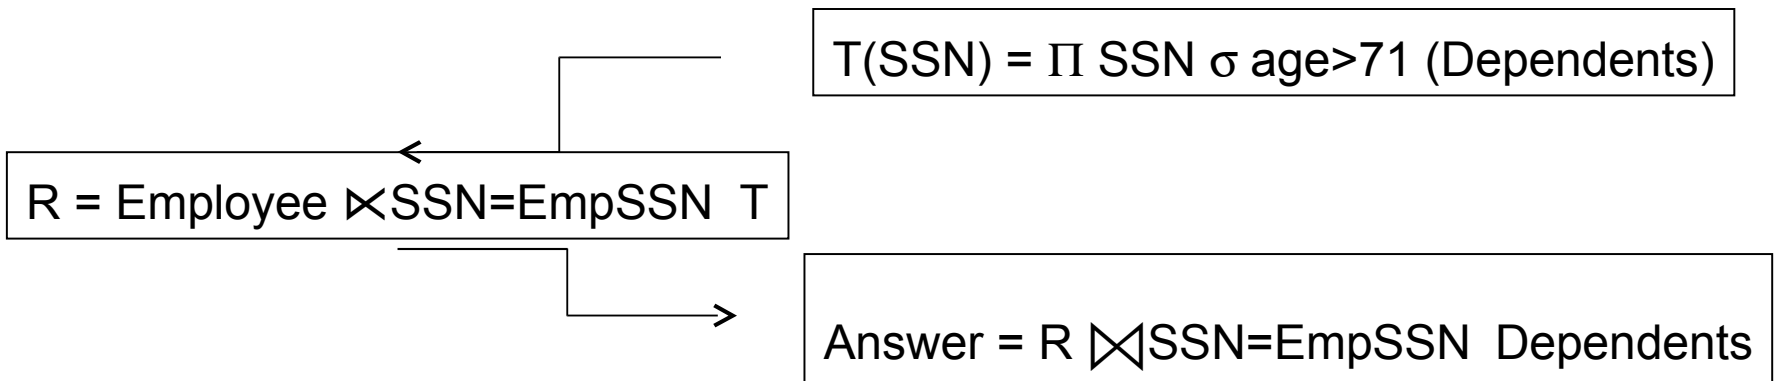 T(SSN) = Π SSN σ age>71 (Dependents)
R = Employee ⋉SSN=EmpSSN T
Answer = R ⋈SSN=EmpSSN Dependents